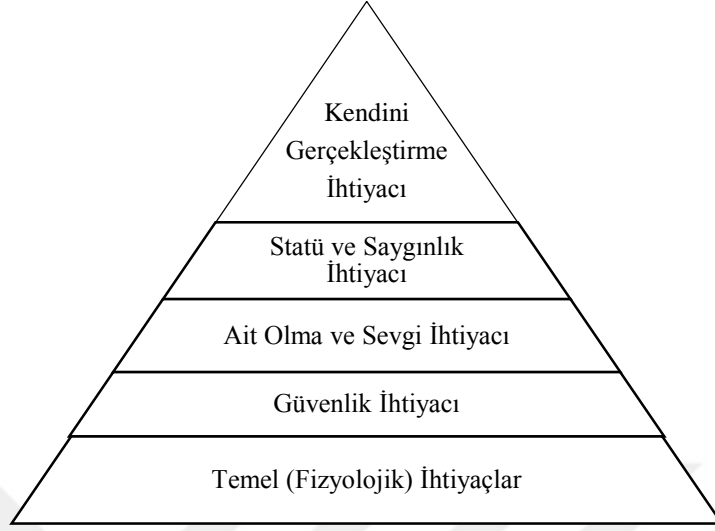 Kendini
Gerçekleştirme
İhtiyacı
Statü ve Saygınlık
İhtiyacı
Ait Olma ve Sevgi İhtiyacı
Güvenlik İhtiyacı
Temel (Fizyolojik) İhtiyaçlar